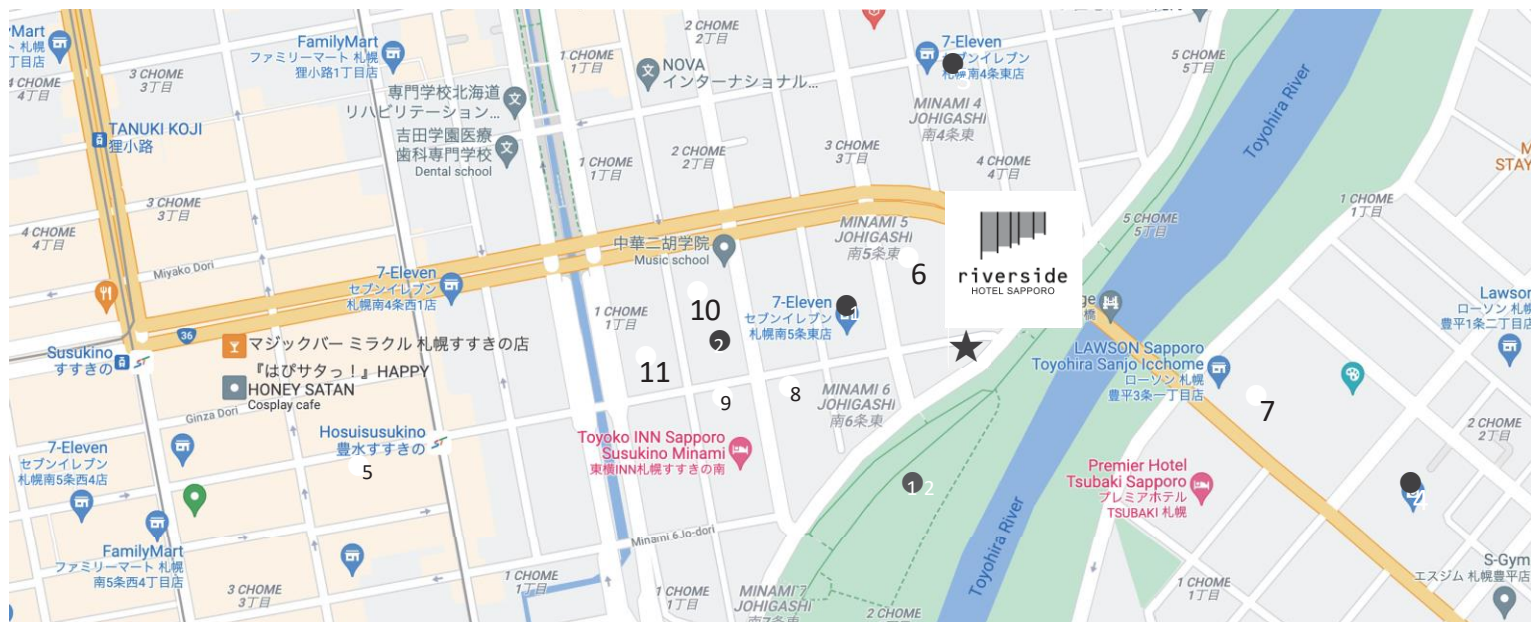 yMart
ト 札幌
丁目店
FamilyMart
ファミリーマート 札幌
狸小路1丁目店
4 CHOME
4丁目
3 CHOME
3丁目
TANUKI KOJI
狸小路
専門学校北海道
リハビリテーション...
吉田学園医療
歯科専門学校
Dental school
1 CHOME
1丁目
2 CHOME
2丁目
NOVA
インターナショナル...
7-Eleven
セブンイレブン
札幌南4条東店
3
MINAMI 4
JOHIGASHI
南4条東
5 CHOME
5丁目
Toyohira River
M
STAY
1 CHOME
1丁目
2 CHOME
2丁目
3 CHOME
3丁目
4 CHOME
4丁目
1 CHOME
1丁目
3 CHOME
3丁目
4 CHOME
4丁目
Miyako Dori
中華二胡学院
Music school
MINAMI 5
JOHIGASHI
南5条東
6
riverside
HOTEL SAPPORO
5 CHOME
5丁目
7-Eleven
セブンイレブン
札幌南4条西1店
1 CHOME
1丁目
10
2
7-Eleven
セブンイレブン
札幌南5条東店
1
ge
橋
Lawson
ローソン 札幌
豊平1条二丁目店
36
Susukino
すすきの
マジックバー ミラクル 札幌すすきの店
『はぴサタっ！』HAPPY
HONEY SATAN
Cosplay cafe
Ginza Dori
11
9
8
MINAMI 6
JOHIGASHI
南6条東
LAWSON Sapporo
Toyohira Sanjo Icchome
ローソン 札幌
豊平3条一丁目店
7
2 CHOME
2丁目
7-Eleven
セブンイレブン
札幌南5条西4店
Hosuisusukino
豊水すすきの
5
Toyoko INN Sapporo
Susukino Minami
東横INN札幌すすきの南
1 2
Premier Hotel
Tsubaki Sapporo
プレミアホテル
TSUBAKI 札幌
4
FamilyMart
ファミリーマート 札幌
南5条西4丁目店
Minami 6 Jo-dori
Toyohira River
S-Gym
エスジム 札幌豊平店
3 CHOME
3丁目
1 CHOME
1丁目
1 CHOME
1丁目
MINAMI 7
JOHIGASHI
南7条東
2 CHOME
1 CHOME
1丁目